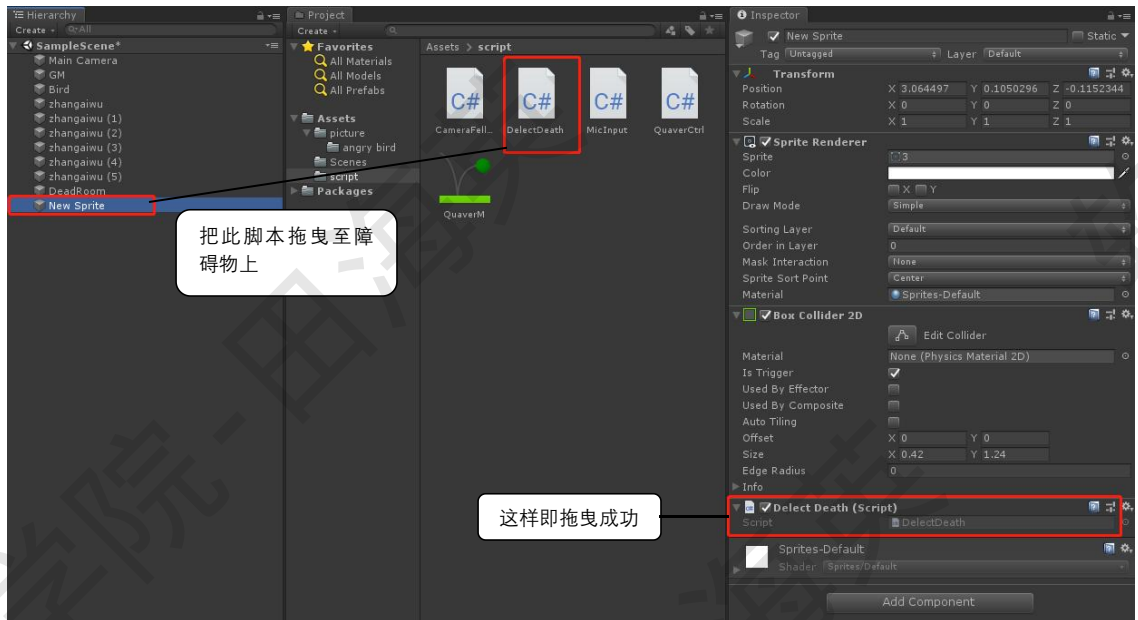 Hierarchy
Create
Q*All
SampleScene*
Main Camera
GM
Bird
zhangaiwu
zhangaiwu (1)
zhangaiwu (2)
zhangaiwu (3)
zhangaiwu (4)
zhangaiwu (5)
DeadRoom
New Sprite
Project
Create
Favorites
All Materials
All Models
All Prefabs
Assets
picture
angry bird
Scenes
script
Packages
Assets > script
C#
C#
C#
C#
CameraFell...
DelectDeath
MicInput
QuaverCtrl
QuaverM
把此脚本拖曳至障
碍物上
这样即拖曳成功
Inspector
New Sprite
Static
Tag Untagged Layer Default
Transform
Position X 3.064497 Y 0.1050296 Z -0.1152344
Rotation X 0 Y 0 Z 0
Scale X 1 Y 1 Z 1
Sprite Renderer
Sprite 3
Color
Flip X Y
Draw Mode Simple
Sorting Layer Default
Order in Layer 0
Mask Interaction None
Sprite Sort Point Center
Material Sprites-Default
Box Collider 2D
Edit Collider
Material None (Physics Material 2D)
Is Trigger
Used By Effector
Used By Composite
Auto Tiling
Offset X 0 Y 0
Size X 0.42 Y 1.24
Edge Radius 0
Info
Delect Death (Script)
Script DelectDeath
Sprites-Default
Shader Sprites/Default
Add Component
学院-田海英